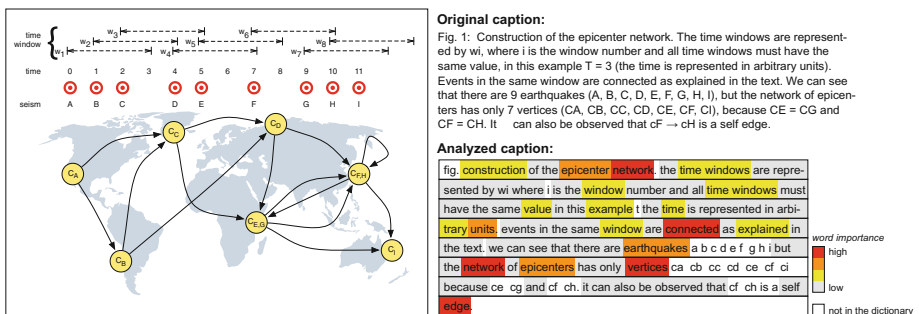 w3 w6
time window w2 w5 w8
w1 w4 w7
time 0 1 2 3 4 5 6 7 8 9 10 11
seism A B C D E F G H I
CC CD
CA CF,H
CE,G
CB CI
Original caption:
Fig. 1: Construction of the epicenter network. The time windows are represent-
ed by wi, where i is the window number and all time windows must have the
same value, in this example T = 3 (the time is represented in arbitrary units).
Events in the same window are connected as explained in the text. We can see
that there are 9 earthquakes (A, B, C, D, E, F, G, H, I), but the network of epicen-
ters has only 7 vertices (CA, CB, CC, CD, CE, CF, CI), because CE = CG and
CF = CH. It can also be observed that cF → cH is a self edge.
Analyzed caption:
fig. construction of the epicenter network. the time windows are repre-
sented by wi where i is the window number and all time windows must
have the same value in this example t the time is represented in arbi-
trary units. events in the same window are connected as explained in
the text. we can see that there are earthquakes a b c d e f g h i but
the network of epicenters has only vertices ca cb cc cd ce cf ci
because ce cg and cf ch. it can also be observed that cf ch is a self
edge.
word importance
high
low
not in the dictionary